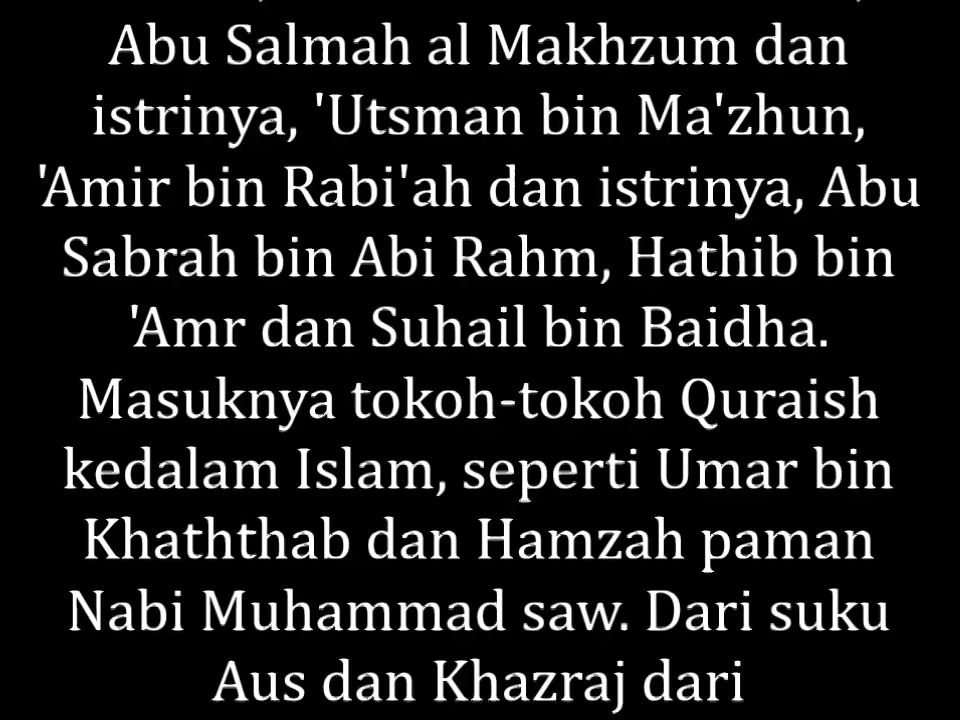 Abu Salmah al Makhzum dan
istrinya, 'Utsman bin Ma'zhun,
'Amir bin Rabi'ah dan istrinya, Abu
Sabrah bin Abi Rahm, Hathib bin
'Amr dan Suhail bin Baidha.
Masuknya tokoh-tokoh Quraish
kedalam Islam, seperti Umar bin
Khaththab dan Hamzah paman
Nabi Muhammad saw. Dari suku
Aus dan Khazraj dari